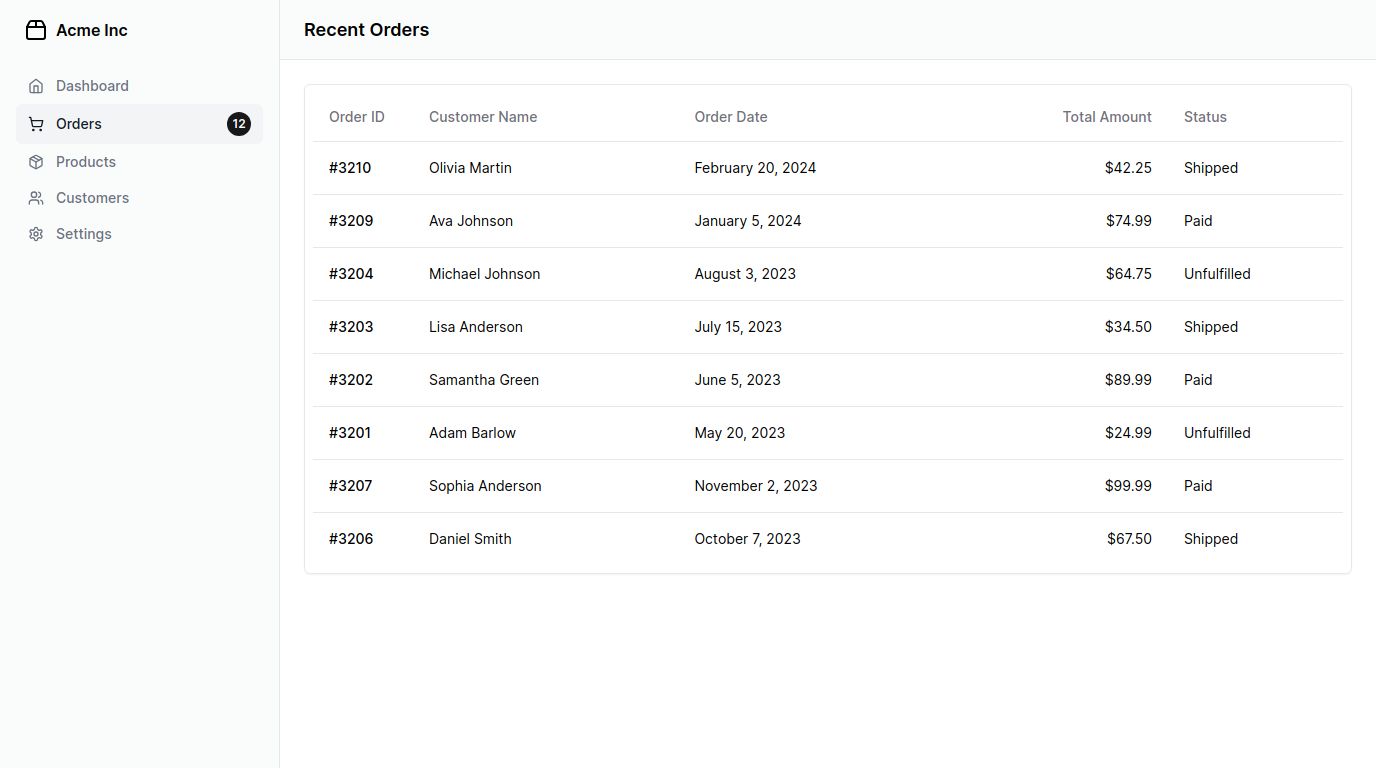 Acme Inc
Dashboard
Orders 12
Products
Customers
Settings
Recent Orders
Order ID Customer Name Order Date Total Amount Status
#3210 Olivia Martin February 20, 2024 $42.25 Shipped
#3209 Ava Johnson January 5, 2024 $74.99 Paid
#3204 Michael Johnson August 3, 2023 $64.75 Unfulfilled
#3203 Lisa Anderson July 15, 2023 $34.50 Shipped
#3202 Samantha Green June 5, 2023 $89.99 Paid
#3201 Adam Barlow May 20, 2023 $24.99 Unfulfilled
#3207 Sophia Anderson November 2, 2023 $99.99 Paid
#3206 Daniel Smith October 7, 2023 $67.50 Shipped